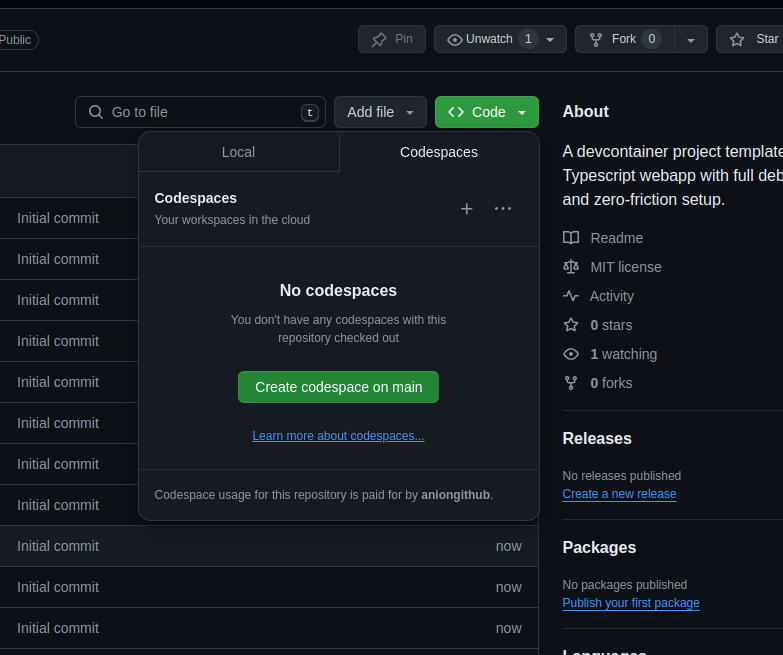 Public
Pin
Unwatch 1
Fork 0
Star
Go to file
t
Add file
Code
Local
Codespaces
Codespaces
Your workspaces in the cloud
No codespaces
You don't have any codespaces with this
repository checked out
Create codespace on main
Learn more about codespaces...
Codespace usage for this repository is paid for by aniongithub.
Initial commit
Initial commit
Initial commit
Initial commit
Initial commit
Initial commit
Initial commit
Initial commit
Initial commit now
Initial commit now
Initial commit now
About
A devcontainer project template
Typescript webapp with full deb
and zero-friction setup.
Readme
MIT license
Activity
0 stars
1 watching
0 forks
Releases
No releases published
Create a new release
Packages
No packages published
Publish your first package
Languages